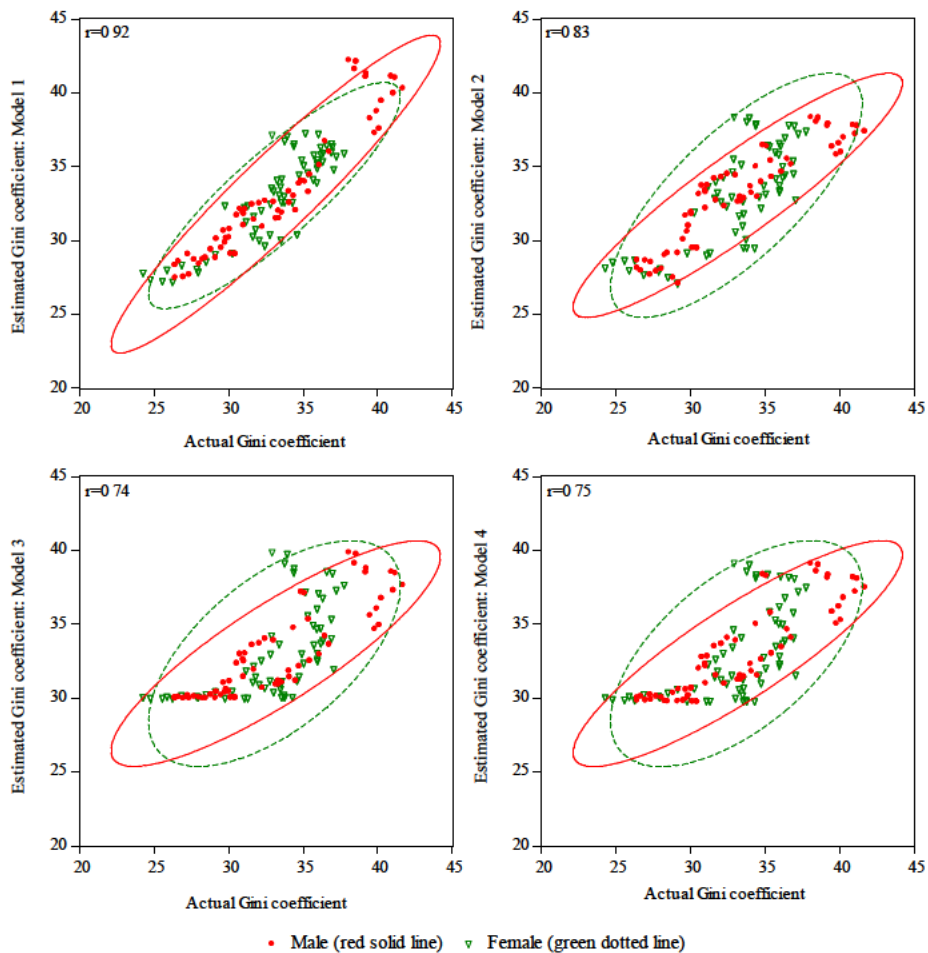 45
r=0 92
40
35
30
25
20
Estimated Gini coefficient: Model 1
20 25 30 35 40 45
Actual Gini coefficient
45
r=0 83
40
35
30
25
20
Estimated Gini coefficient: Model 2
20 25 30 35 40 45
Actual Gini coefficient
45
r=0 74
40
35
30
25
20
Estimated Gini coefficient: Model 3
20 25 30 35 40 45
Actual Gini coefficient
45
r=0 75
40
35
30
25
20
Estimated Gini coefficient: Model 4
20 25 30 35 40 45
Actual Gini coefficient
Male (red solid line) Female (green dotted line)